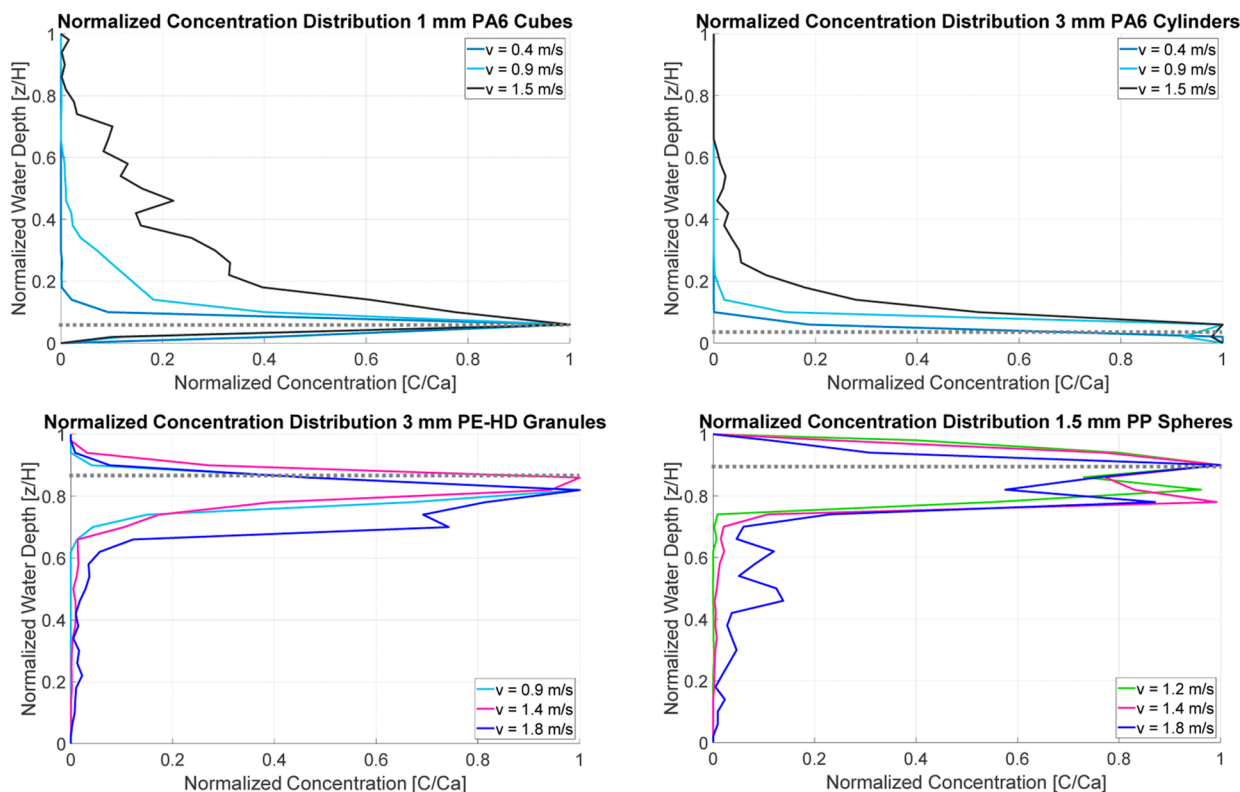 Normalized Concentration Distribution 1 mm PA6 Cubes
1
0.8
0.6
0.4
0.2
0
Normalized Water Depth [z/H]
v = 0.4 m/s
v = 0.9 m/s
v = 1.5 m/s
0
0.2
0.4
0.6
0.8
1
Normalized Concentration [C/Ca]
Normalized Concentration Distribution 3 mm PA6 Cylinders
1
0.8
0.6
0.4
0.2
0
Normalized Water Depth [z/H]
v = 0.4 m/s
v = 0.9 m/s
v = 1.5 m/s
0
0.2
0.4
0.6
0.8
1
Normalized Concentration [C/Ca]
Normalized Concentration Distribution 3 mm PE-HD Granules
1
0.8
0.6
0.4
0.2
0
Normalized Water Depth [z/H]
v = 0.9 m/s
v = 1.4 m/s
v = 1.8 m/s
0
0.2
0.4
0.6
0.8
1
Normalized Concentration [C/Ca]
Normalized Concentration Distribution 1.5 mm PP Spheres
1
0.8
0.6
0.4
0.2
0
Normalized Water Depth [z/H]
v = 1.2 m/s
v = 1.4 m/s
v = 1.8 m/s
0
0.2
0.4
0.6
0.8
1
Normalized Concentration [C/Ca]